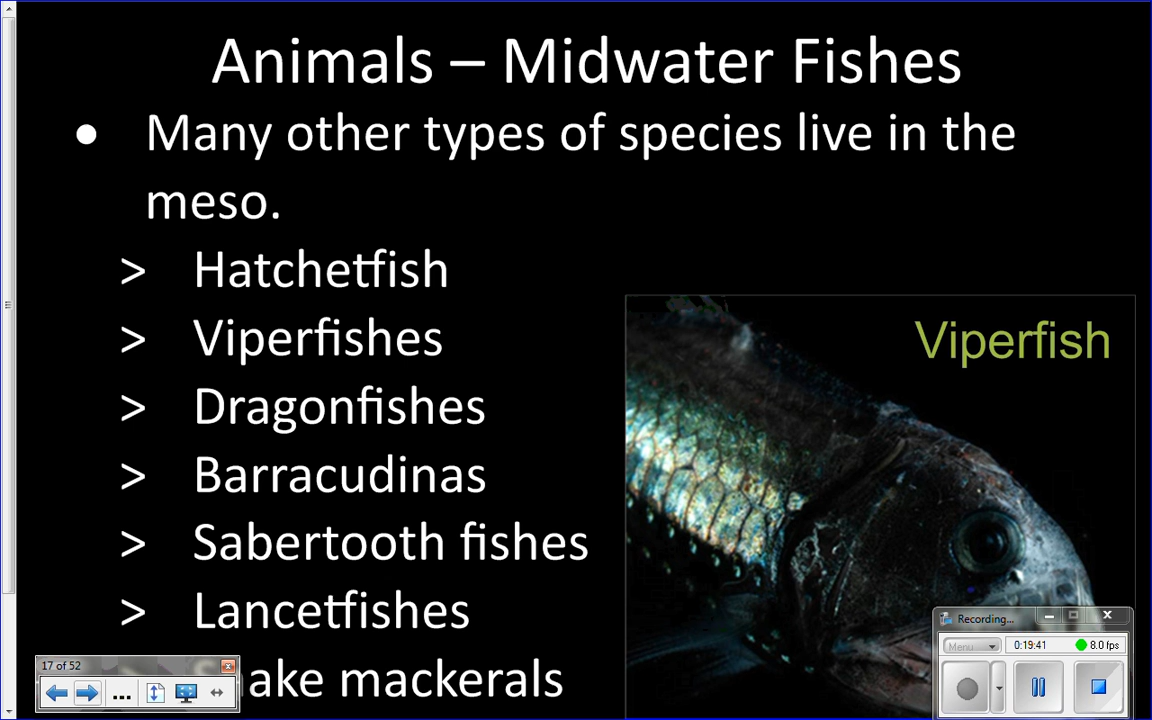 Animals – Midwater Fishes
● Many other types of species live in the
meso.
> Hatchetfish
> Viperfishes
> Dragonfishes
> Barracudinas
> Sabertooth fishes
> Lancetfishes
ake mackerals
Viperfish
17 of 52
Recording...
Menu
0:19:41
8.0 fps